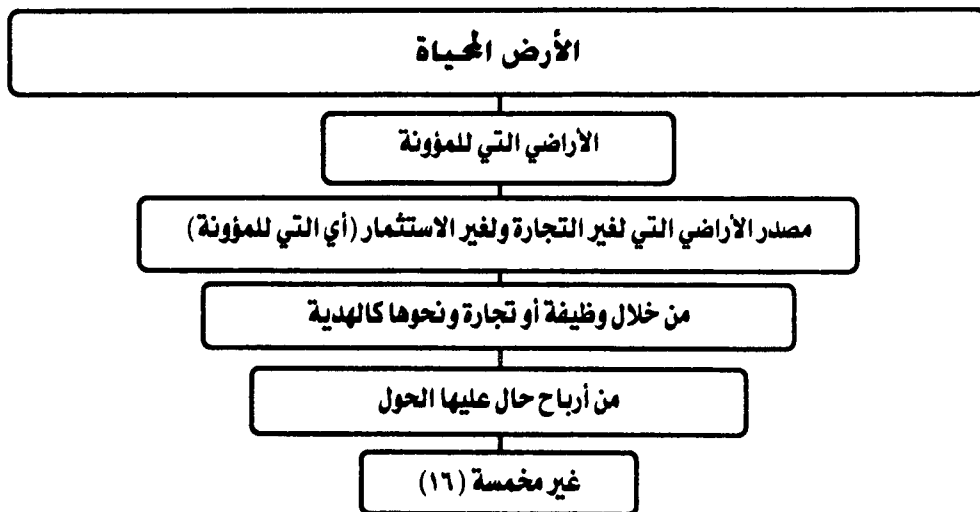 الأرض المحياة
الأراضي التي للمؤونة
مصدر الأراضي التي لغير التجارة ولغير الاستثمار (أي التي للمؤونة)
من خلال وظيفة أو تجارة ونحوها كالهدية
من أرباح حال عليها الحول
غير مخمسة (١٦)